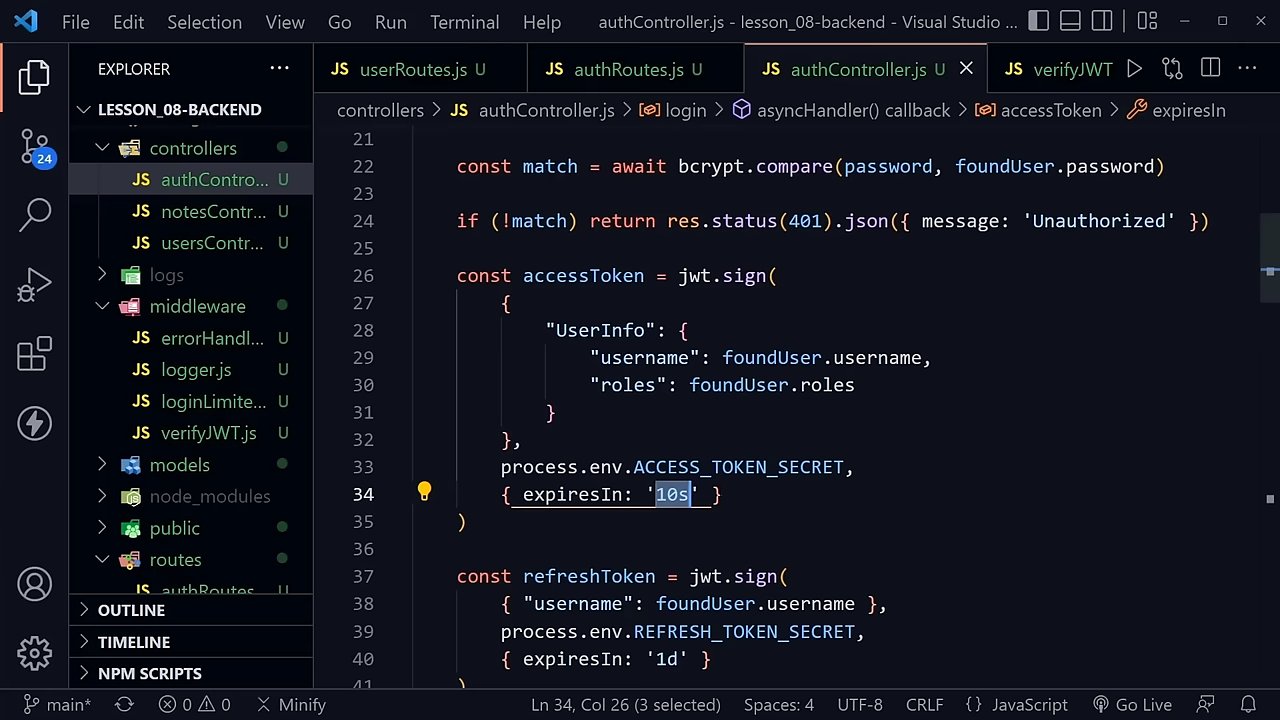 File Edit Selection View Go Run Terminal Help authController.js - lesson_08-backend - Visual Studio ...
EXPLORER ...
LESSON_08-BACKEND
controllers
JS authContro... U
JS notesContr... U
JS usersContr... U
logs
middleware
JS errorHandl... U
JS logger.js U
JS loginLimite... U
JS verifyJWT.js U
models
node_modules
public
routes
JS authRoutes U
OUTLINE
TIMELINE
NPM SCRIPTS
24
JS userRoutes.js U JS authRoutes.js U JS authController.js U JS verifyJWT ...
controllers > JS authController.js > login > asyncHandler() callback > accessToken > expiresIn
21
22 const match = await bcrypt.compare(password, foundUser.password)
23
24 if (!match) return res.status(401).json({ message: 'Unauthorized' })
25
26 const accessToken = jwt.sign(
27 {
28 "UserInfo": {
29 "username": foundUser.username,
30 "roles": foundUser.roles
31 }
32 },
33 process.env.ACCESS_TOKEN_SECRET,
34 { expiresIn: '10s' }
35 )
36
37 const refreshToken = jwt.sign(
38 { "username": foundUser.username },
39 process.env.REFRESH_TOKEN_SECRET,
40 { expiresIn: '1d' }
41 )
main* 0 0 Minify Ln 34, Col 26 (3 selected) Spaces: 4 UTF-8 CRLF {} JavaScript Go Live